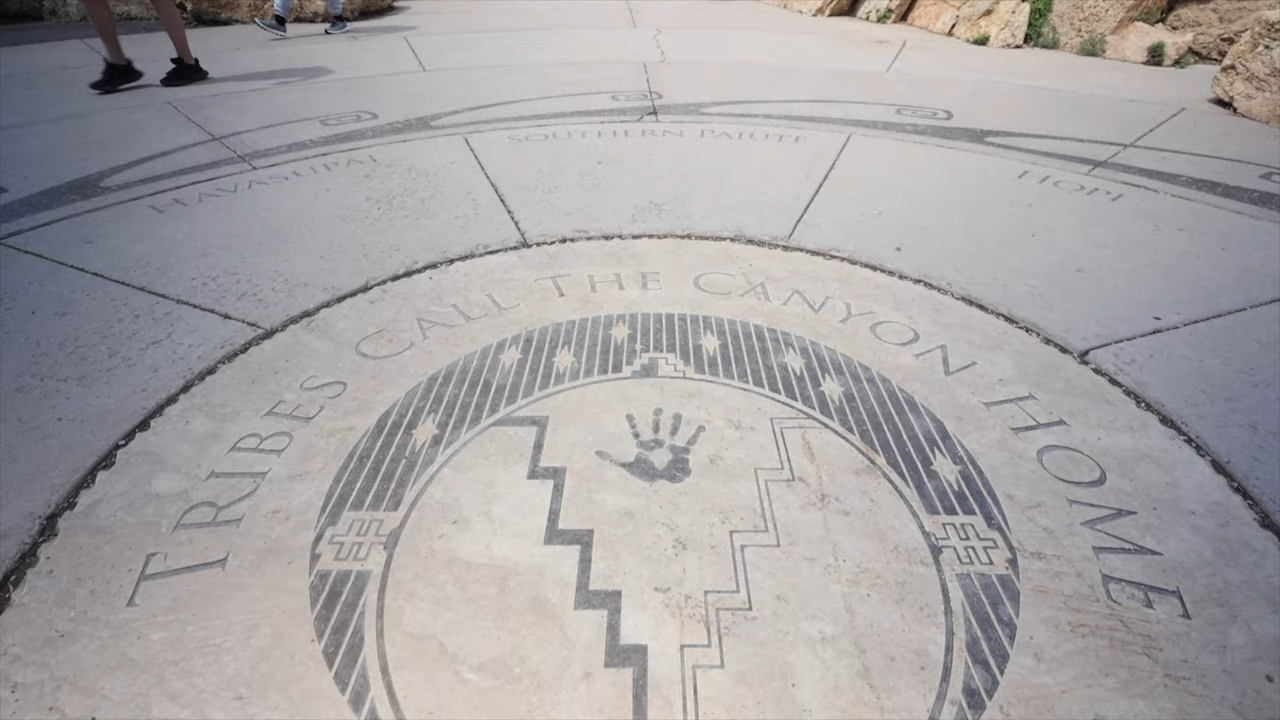 HAVASUPAI
SOUTHERN PAIUTE
HOPI
TRIBES CALL THE CANYON HOME